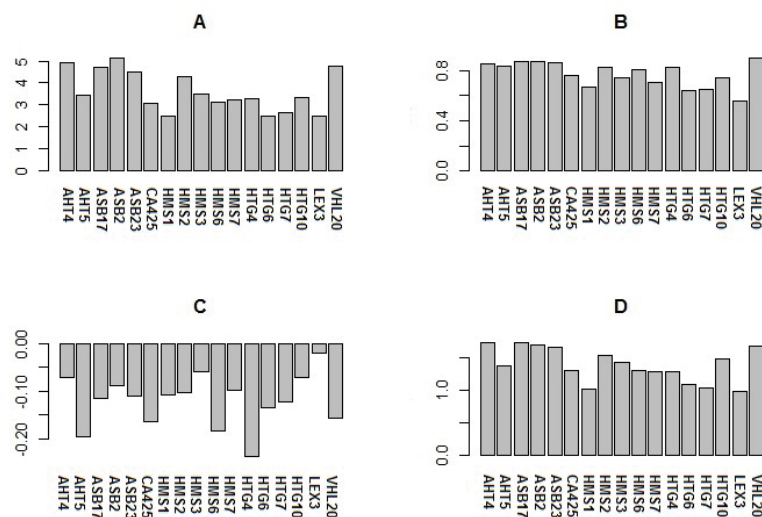 A
5
4
3
2
1
0
AHT4 AHT5 ASB17 ASB2 ASB23 CA425 HMS1 HMS2 HMS3 HMS6 HMS7 HTG4 HTG6 HTG7 HTG10 LEX3 VHL20
B
0.8
0.4
0.0
AHT4 AHT5 ASB17 ASB2 ASB23 CA425 HMS1 HMS2 HMS3 HMS6 HMS7 HTG4 HTG6 HTG7 HTG10 LEX3 VHL20
C
0.00
-0.10
-0.20
AHT4 AHT5 ASB17 ASB2 ASB23 CA425 HMS1 HMS2 HMS3 HMS6 HMS7 HTG4 HTG6 HTG7 HTG10 LEX3 VHL20
D
1.0
0.0
AHT4 AHT5 ASB17 ASB2 ASB23 CA425 HMS1 HMS2 HMS3 HMS6 HMS7 HTG4 HTG6 HTG7 HTG10 LEX3 VHL20